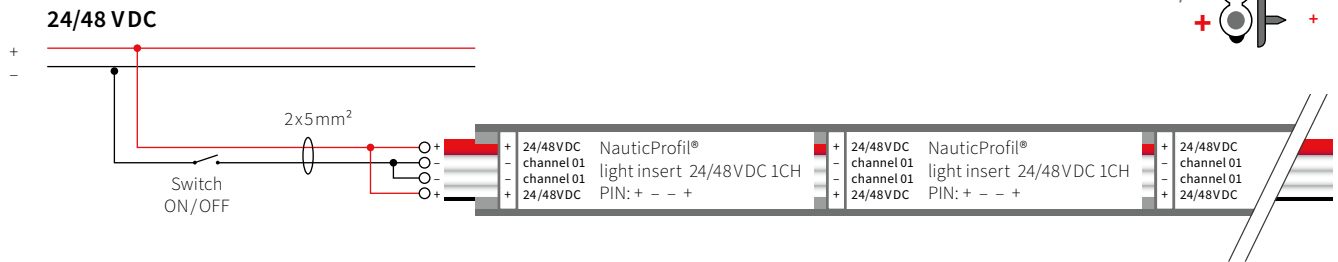 24/48 VDC
+
+
+
–
2x5mm²
Switch
ON/OFF
+
–
–
+
+ 24/48VDC
– channel 01
– channel 01
+ 24/48VDC
NauticProfil®
light insert 24/48VDC 1CH
PIN: + – – +
+ 24/48VDC
– channel 01
– channel 01
+ 24/48VDC
NauticProfil®
light insert 24/48VDC 1CH
PIN: + – – +
+ 24/48VDC
– channel 01
– channel 01
+ 24/48VDC